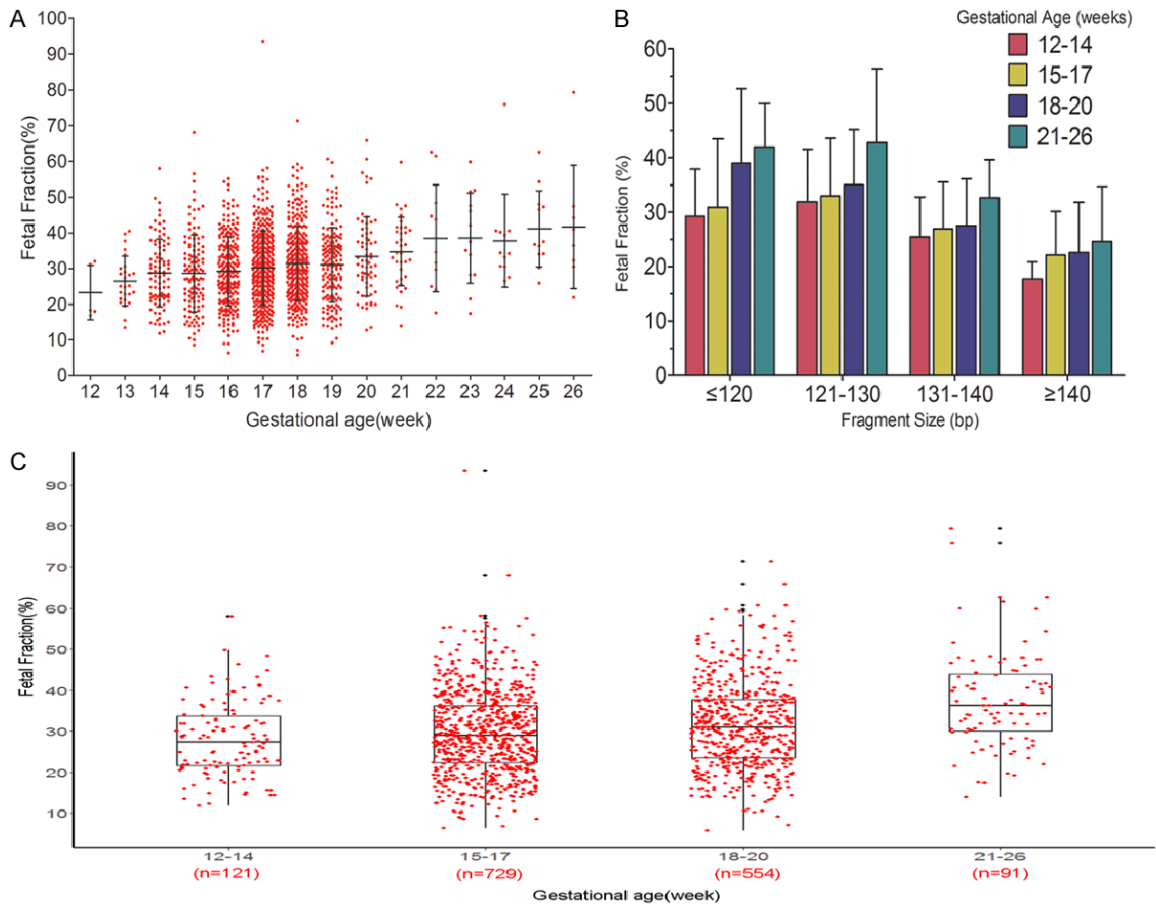 A
100
90
80
70
60
50
40
30
20
10
0
Fetal Fraction(%)
12 13 14 15 16 17 18 19 20 21 22 23 24 25 26
Gestational age(week)
B
Gestational Age (weeks)
12-14
15-17
18-20
21-26
60
50
40
30
20
10
0
Fetal Fraction (%)
≤120 121-130 131-140 ≥140
Fragment Size (bp)
C
90
80
70
60
50
40
30
20
10
Fetal Fraction(%)
12-14 15-17 18-20 21-26
(n=121) (n=729) (n=554) (n=91)
Gestational age(week)